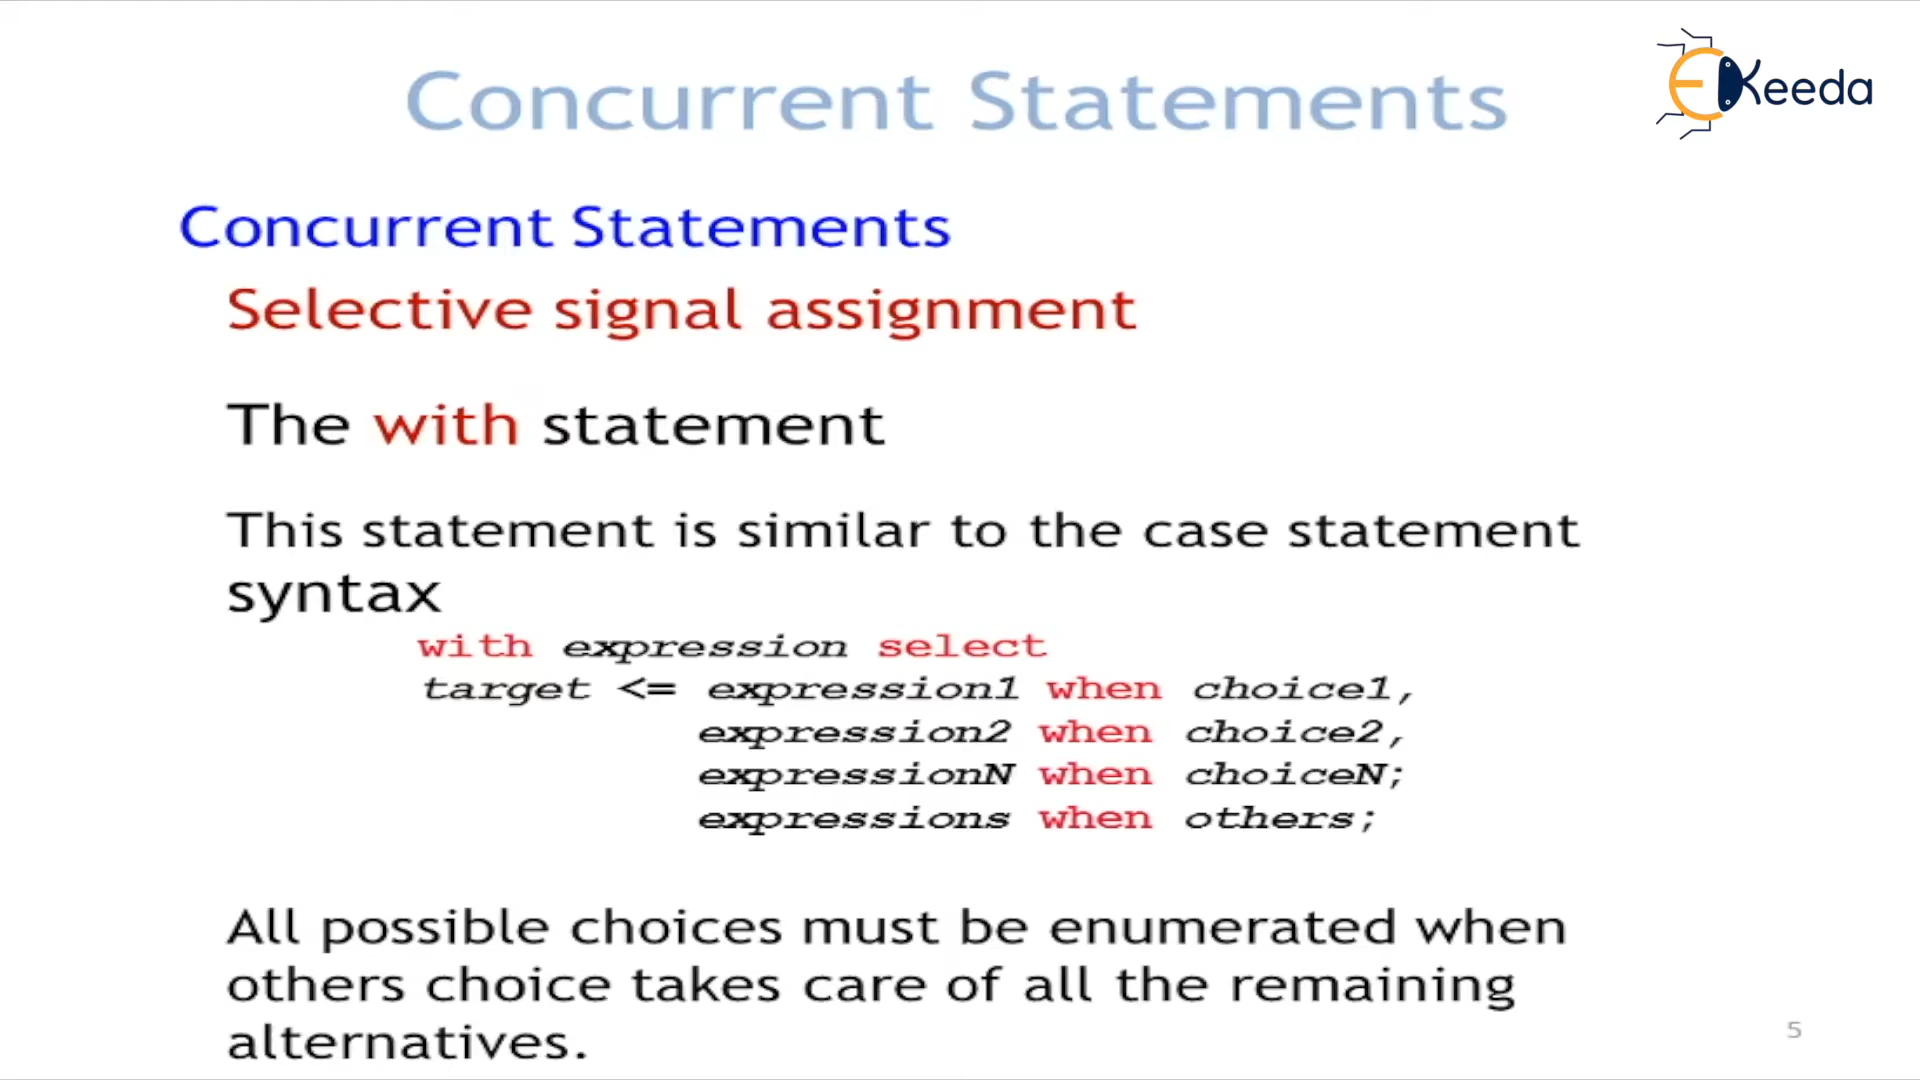 Concurrent Statements
EKeeda
Concurrent Statements
Selective signal assignment
The with statement
This statement is similar to the case statement
syntax
with expression select
target <= expression1 when choice1,
expression2 when choice2,
expressionN when choiceN;
expressions when others;
All possible choices must be enumerated when
others choice takes care of all the remaining
alternatives.
5